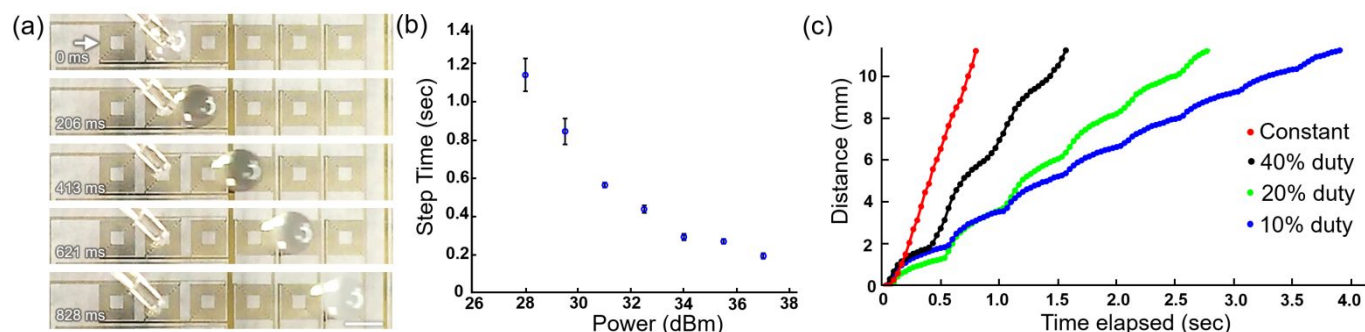 (a)
0 ms
206 ms
413 ms
621 ms
828 ms
(b)
Step Time (sec)
1.4
1.2
1.0
0.8
0.6
0.4
0.2
0
26 28 30 32 34 36 38
Power (dBm)
(c)
Distance (mm)
10
8
6
4
2
0
0 0.5 1.0 1.5 2.0 2.5 3.0 3.5 4.0
Time elapsed (sec)
Constant
40% duty
20% duty
10% duty